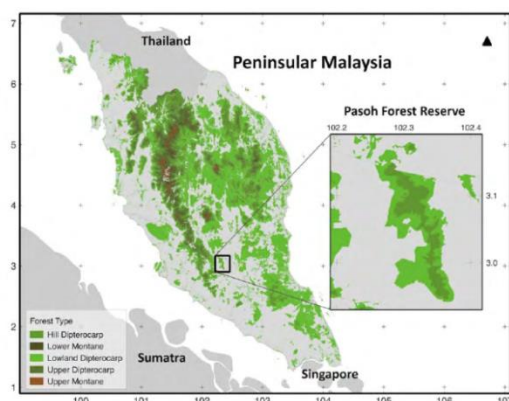 7
Thailand
Peninsular Malaysia
6
Pasoh Forest Reserve
102.2 102.3 102.4
5
3.1
4
3.0
3
Forest Type
Hill Dipterocarp
Lower Montane
Lowland Dipterocarp
Upper Dipterocarp
Upper Montane
2
Sumatra
Singapore
1
100 101 102 103 104 105 106 107